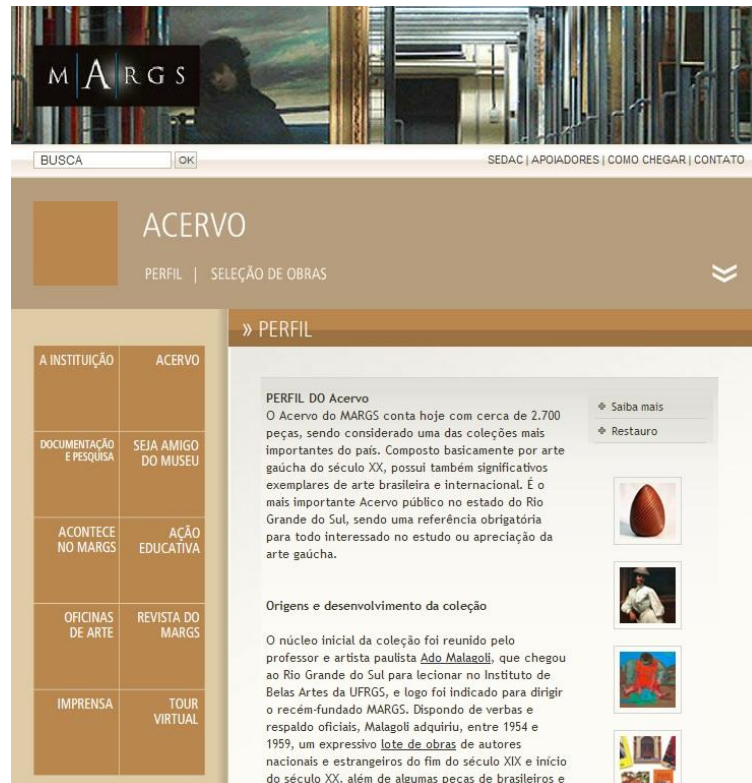 MARGS
BUSCA
OK
SEDAC | APOIADORES | COMO CHEGAR | CONTATO
ACERVO
PERFIL | SELEÇÃO DE OBRAS
» PERFIL
A INSTITUIÇÃO
ACERVO
DOCUMENTAÇÃO
E PESQUISA
SEJA AMIGO
DO MUSEU
ACONTECE
NO MARGS
AÇÃO
EDUCATIVA
OFICINAS
DE ARTE
REVISTA DO
MARGS
IMPRENSA
TOUR
VIRTUAL
PERFIL DO Acervo
O Acervo do MARGS conta hoje com cerca de 2.700
peças, sendo considerado uma das coleções mais
importantes do país. Composto basicamente por arte
gaúcha do século XX, possui também significativos
exemplares de arte brasileira e internacional. É o
mais importante Acervo público no estado do Rio
Grande do Sul, sendo uma referência obrigatória
para todo interessado no estudo ou apreciação da
arte gaúcha.
Origens e desenvolvimento da coleção
O núcleo inicial da coleção foi reunido pelo
professor e artista paulista Ado Malagoli, que chegou
ao Rio Grande do Sul para lecionar no Instituto de
Belas Artes da UFRGS, e logo foi indicado para dirigir
o recém-fundado MARGS. Dispondo de verbas e
respaldo oficiais, Malagoli adquiriu, entre 1954 e
1959, um expressivo lote de obras de autores
nacionais e estrangeiros do fim do século XIX e início
do século XX, além de algumas peças de brasileiros e
Saiba mais
Restauro